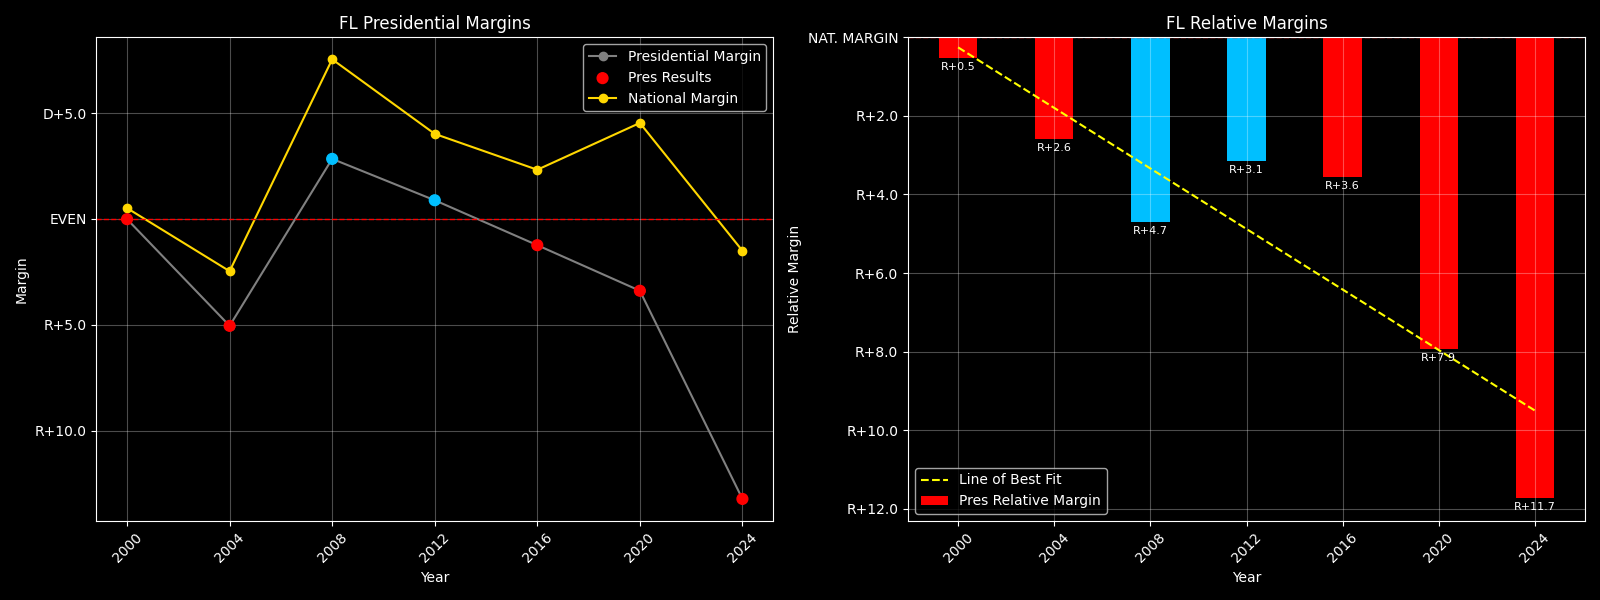 FL Presidential Margins
Presidential Margin
Pres Results
National Margin
D+5.0
EVEN
R+5.0
R+10.0
Margin
2000
2004
2008
2012
2016
2020
2024
Year
FL Relative Margins
NAT. MARGIN
R+2.0
R+4.0
R+6.0
R+8.0
R+10.0
R+12.0
Relative Margin
R+0.5
R+2.6
R+4.7
R+3.1
R+3.6
R+7.9
R+11.7
Line of Best Fit
Pres Relative Margin
2000
2004
2008
2012
2016
2020
2024
Year